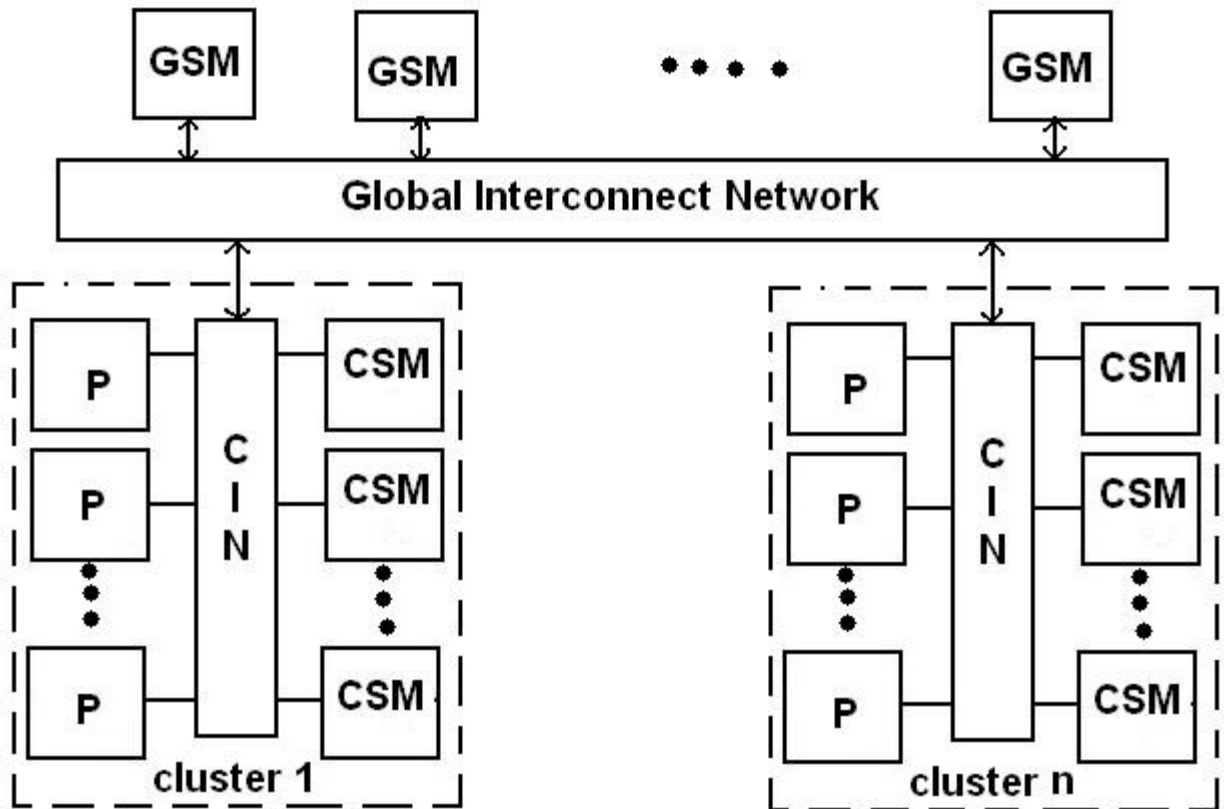 GSM
GSM
GSM
Global Interconnect Network
P
CSM
P
CSM
P
CSM
C
I
N
cluster 1
P
CSM
P
CSM
P
CSM
C
I
N
cluster n